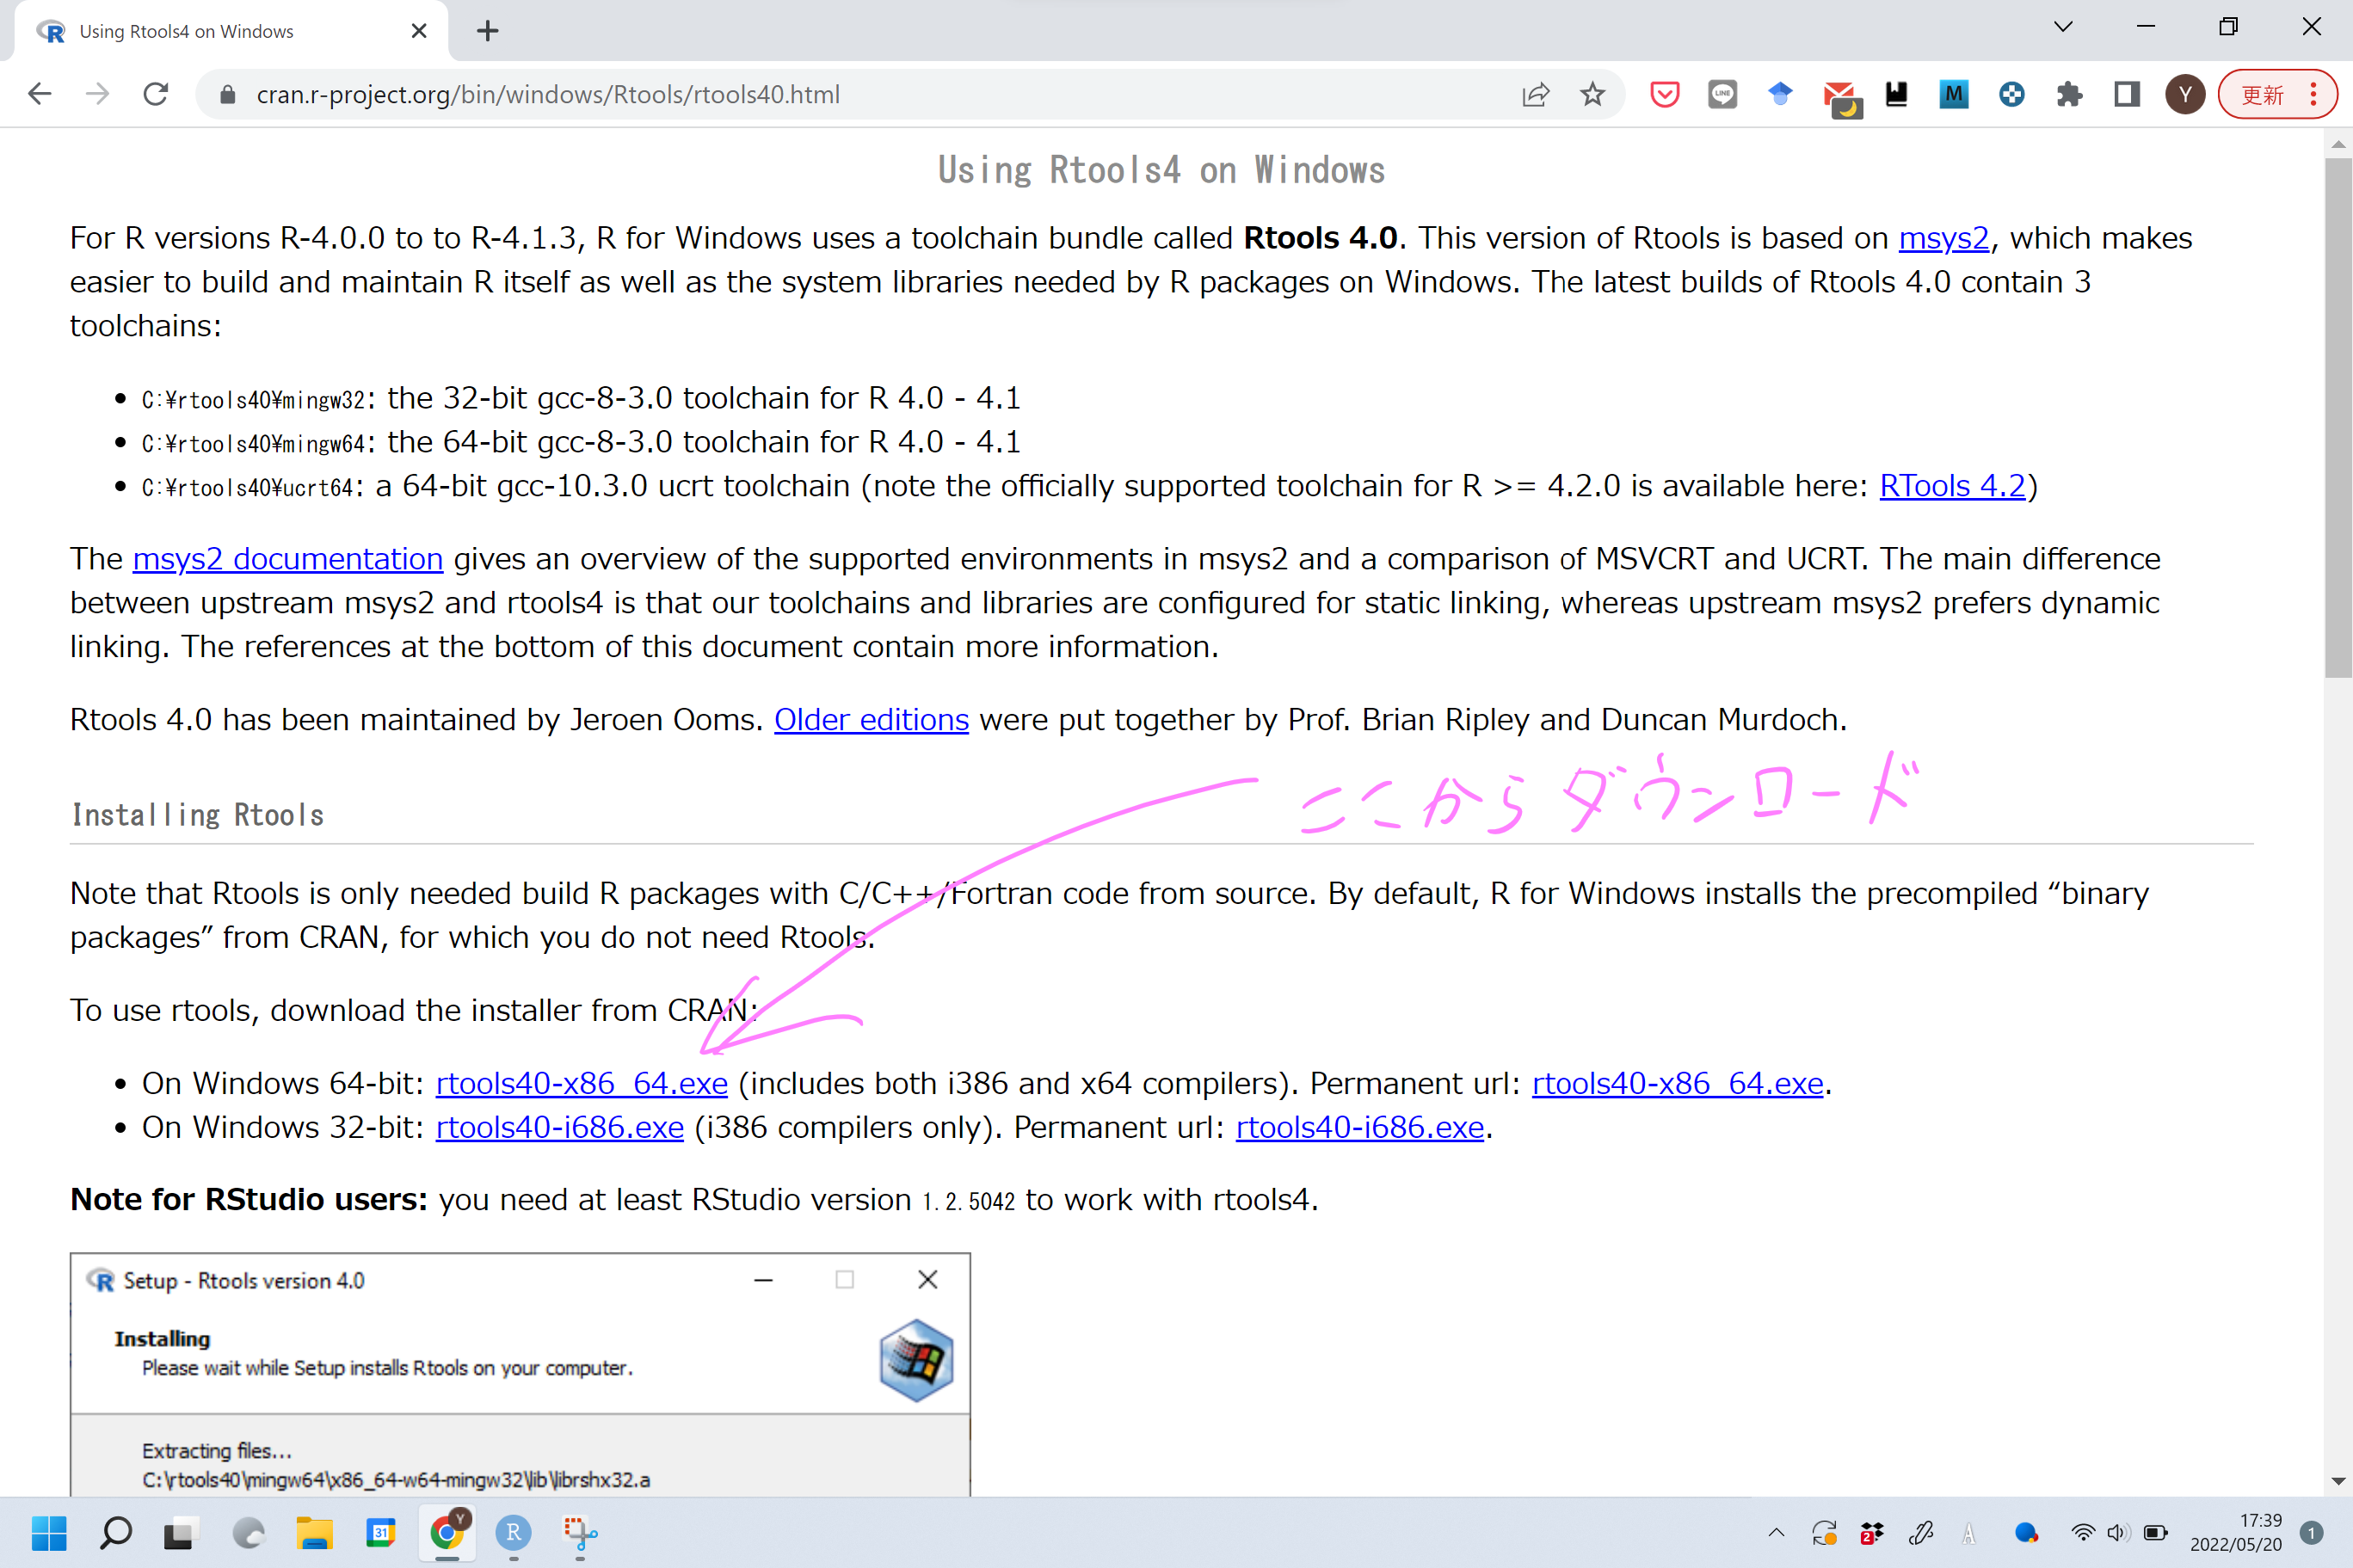 Using Rtools4 on Windows
cran.r-project.org/bin/windows/Rtools/rtools40.html
LINE
M
Y
更新
Using Rtools4 on Windows
For R versions R-4.0.0 to to R-4.1.3, R for Windows uses a toolchain bundle called Rtools 4.0. This version of Rtools is based on msys2, which makes
easier to build and maintain R itself as well as the system libraries needed by R packages on Windows. The latest builds of Rtools 4.0 contain 3
toolchains:
• C:¥rtools40¥mingw32: the 32-bit gcc-8-3.0 toolchain for R 4.0 - 4.1
• C:¥rtools40¥mingw64: the 64-bit gcc-8-3.0 toolchain for R 4.0 - 4.1
• C:¥rtools40¥ucrt64: a 64-bit gcc-10.3.0 ucrt toolchain (note the officially supported toolchain for R >= 4.2.0 is available here: RTools 4.2)
The msys2 documentation gives an overview of the supported environments in msys2 and a comparison of MSVCRT and UCRT. The main difference
between upstream msys2 and rtools4 is that our toolchains and libraries are configured for static linking, whereas upstream msys2 prefers dynamic
linking. The references at the bottom of this document contain more information.
Rtools 4.0 has been maintained by Jeroen Ooms. Older editions were put together by Prof. Brian Ripley and Duncan Murdoch.
ここからダウンロード
Installing Rtools
Note that Rtools is only needed build R packages with C/C++/Fortran code from source. By default, R for Windows installs the precompiled “binary
packages” from CRAN, for which you do not need Rtools.
To use rtools, download the installer from CRAN:
• On Windows 64-bit: rtools40-x86_64.exe (includes both i386 and x64 compilers). Permanent url: rtools40-x86_64.exe.
• On Windows 32-bit: rtools40-i686.exe (i386 compilers only). Permanent url: rtools40-i686.exe.
Note for RStudio users: you need at least RStudio version 1.2.5042 to work with rtools4.
Setup - Rtools version 4.0
Installing
Please wait while Setup installs Rtools on your computer.
Extracting files...
C:\rtools40\mingw64\x86_64-w64-mingw32\lib\librshx32.a
31
Y
R
2
A
17:39
2022/05/20
1